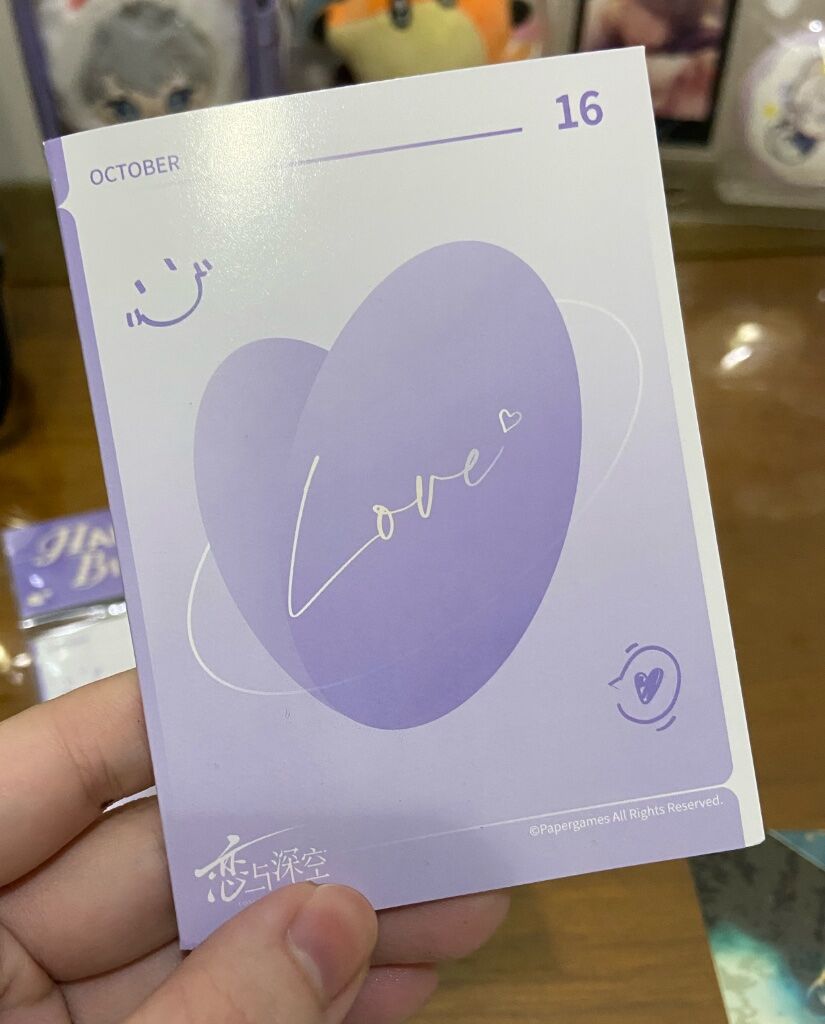 OCTOBER
16
Love
©Papergames All Rights Reserved.
恋与深空